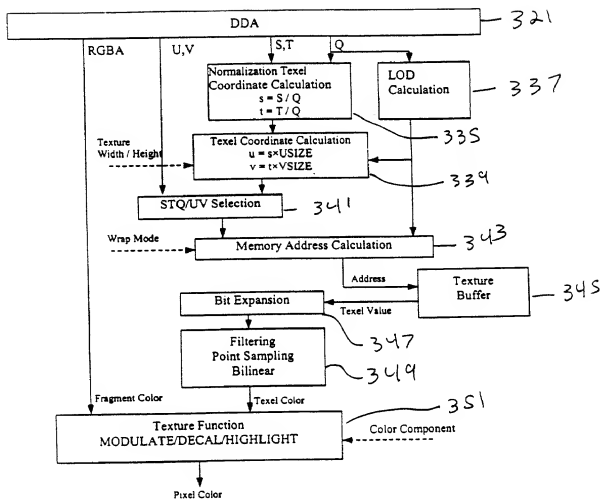 DDA
321
RGBA
U,V
S,T
Q
Normalization Texel
Coordinate Calculation
s = S / Q
t = T / Q
335
LOD
Calculation
337
Texture
Width / Height
Texel Coordinate Calculation
u = s×USIZE
v = t×VSIZE
339
STQ/UV Selection
341
Wrap Mode
Memory Address Calculation
343
Address
Texture
Buffer
345
Texel Value
Bit Expansion
347
Filtering
Point Sampling
Bilinear
349
Fragment Color
Texel Color
351
Texture Function
MODULATE/DECAL/HIGHLIGHT
Color Component
Pixel Color